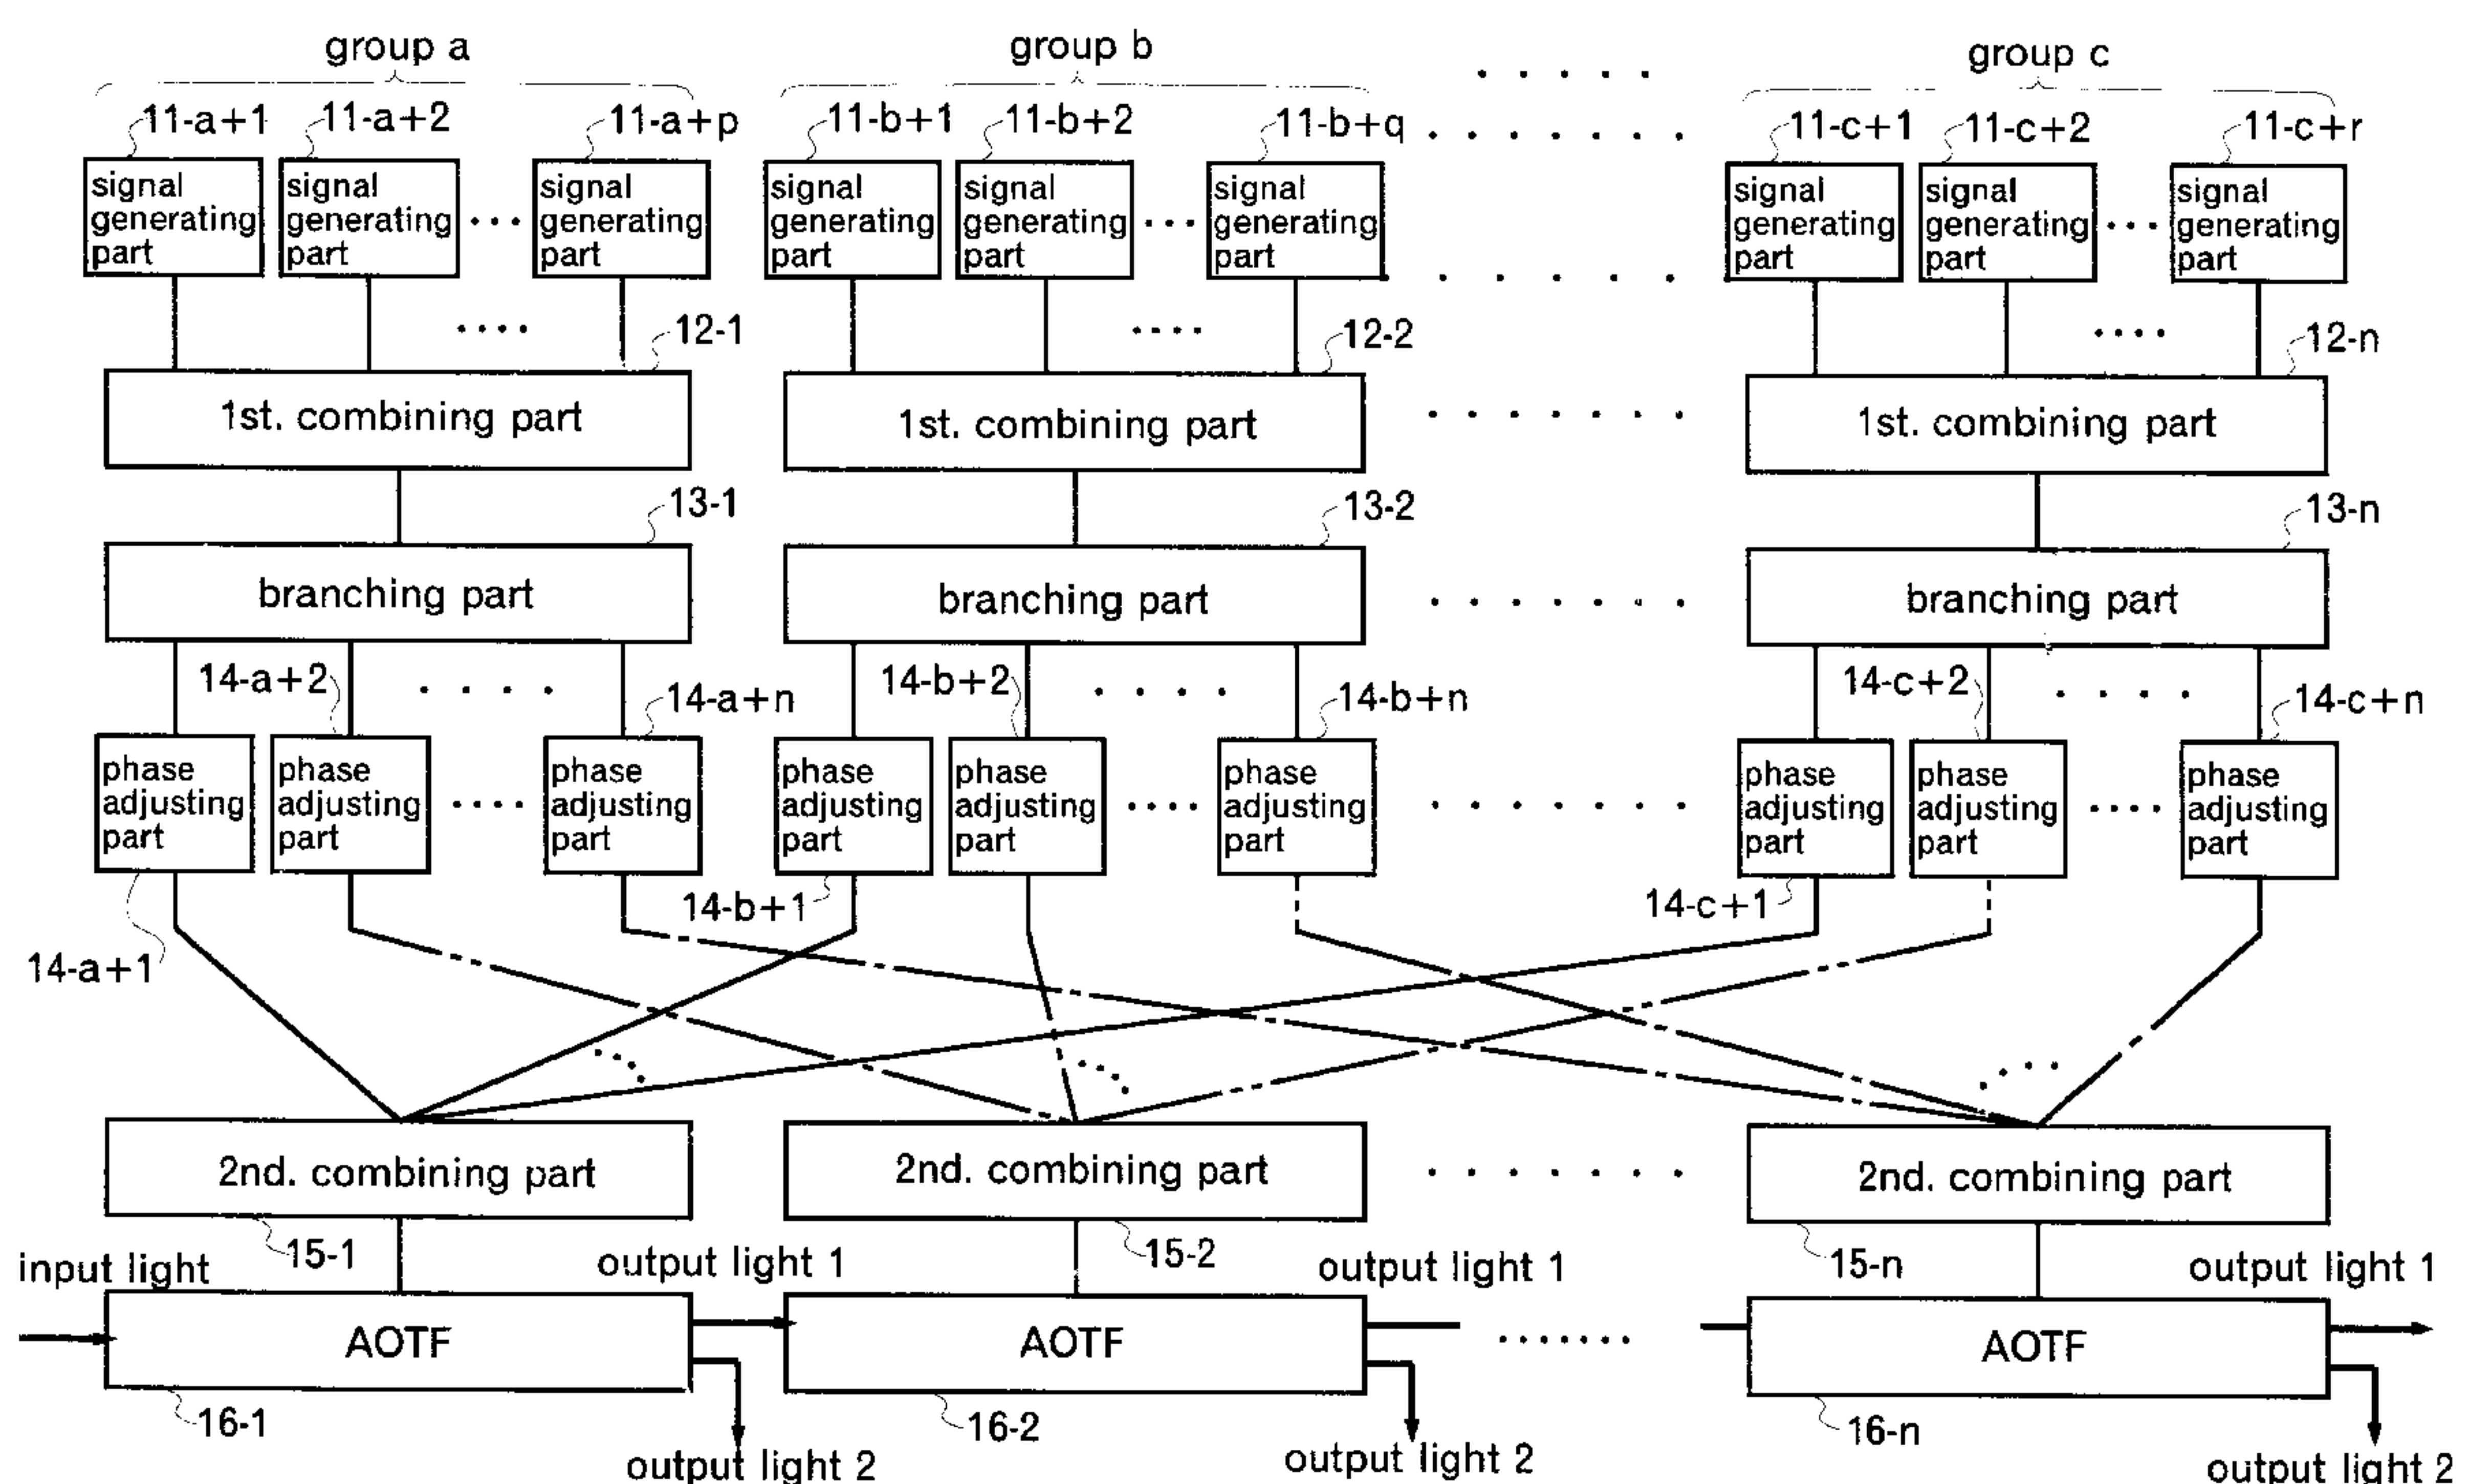 group a
group b
group c
11-a+1
11-a+2
11-a+p
11-b+1
11-b+2
11-b+q
11-c+1
11-c+2
11-c+r
signal
generating
part
signal
generating
part
signal
generating
part
signal
generating
part
signal
generating
part
signal
generating
part
signal
generating
part
signal
generating
part
signal
generating
part
12-1
12-2
12-n
1st. combining part
1st. combining part
1st. combining part
13-1
13-2
13-n
branching part
branching part
branching part
14-a+2
14-a+n
14-b+2
14-b+n
14-c+2
14-c+n
phase
adjusting
part
phase
adjusting
part
phase
adjusting
part
phase
adjusting
part
phase
adjusting
part
phase
adjusting
part
phase
adjusting
part
phase
adjusting
part
phase
adjusting
part
14-a+1
14-b+1
14-c+1
2nd. combining part
2nd. combining part
2nd. combining part
15-1
15-2
15-n
input light
output light 1
output light 1
output light 1
AOTF
AOTF
AOTF
16-1
16-2
16-n
output light 2
output light 2
output light 2